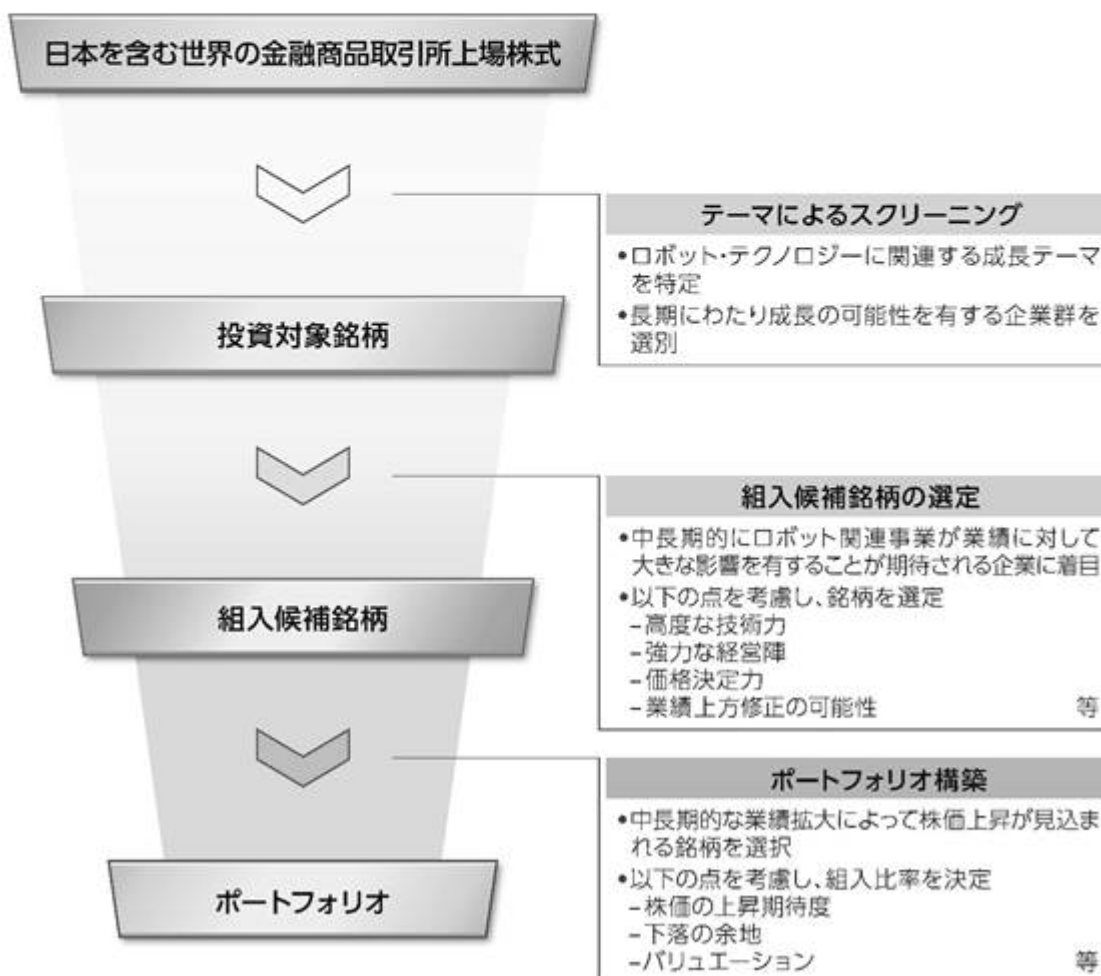 日本を含む世界の金融商品取引所上場株式
テーマによるスクリーニング
•ロボット・テクノロジーに関連する成長テーマ
を特定
•長期にわたり成長の可能性を有する企業群を
選別
投資対象銘柄
組入候補銘柄の選定
•中長期的にロボット関連事業が業績に対して
大きな影響を有することが期待される企業に着目
•以下の点を考慮し、銘柄を選定
-高度な技術力
-強力な経営陣
-価格決定力
-業績上方修正の可能性 等
組入候補銘柄
ポートフォリオ構築
•中長期的な業績拡大によって株価上昇が見込ま
れる銘柄を選択
•以下の点を考慮し、組入比率を決定
-株価の上昇期待度
-下落の余地
-バリュエーション 等
ポートフォリオ